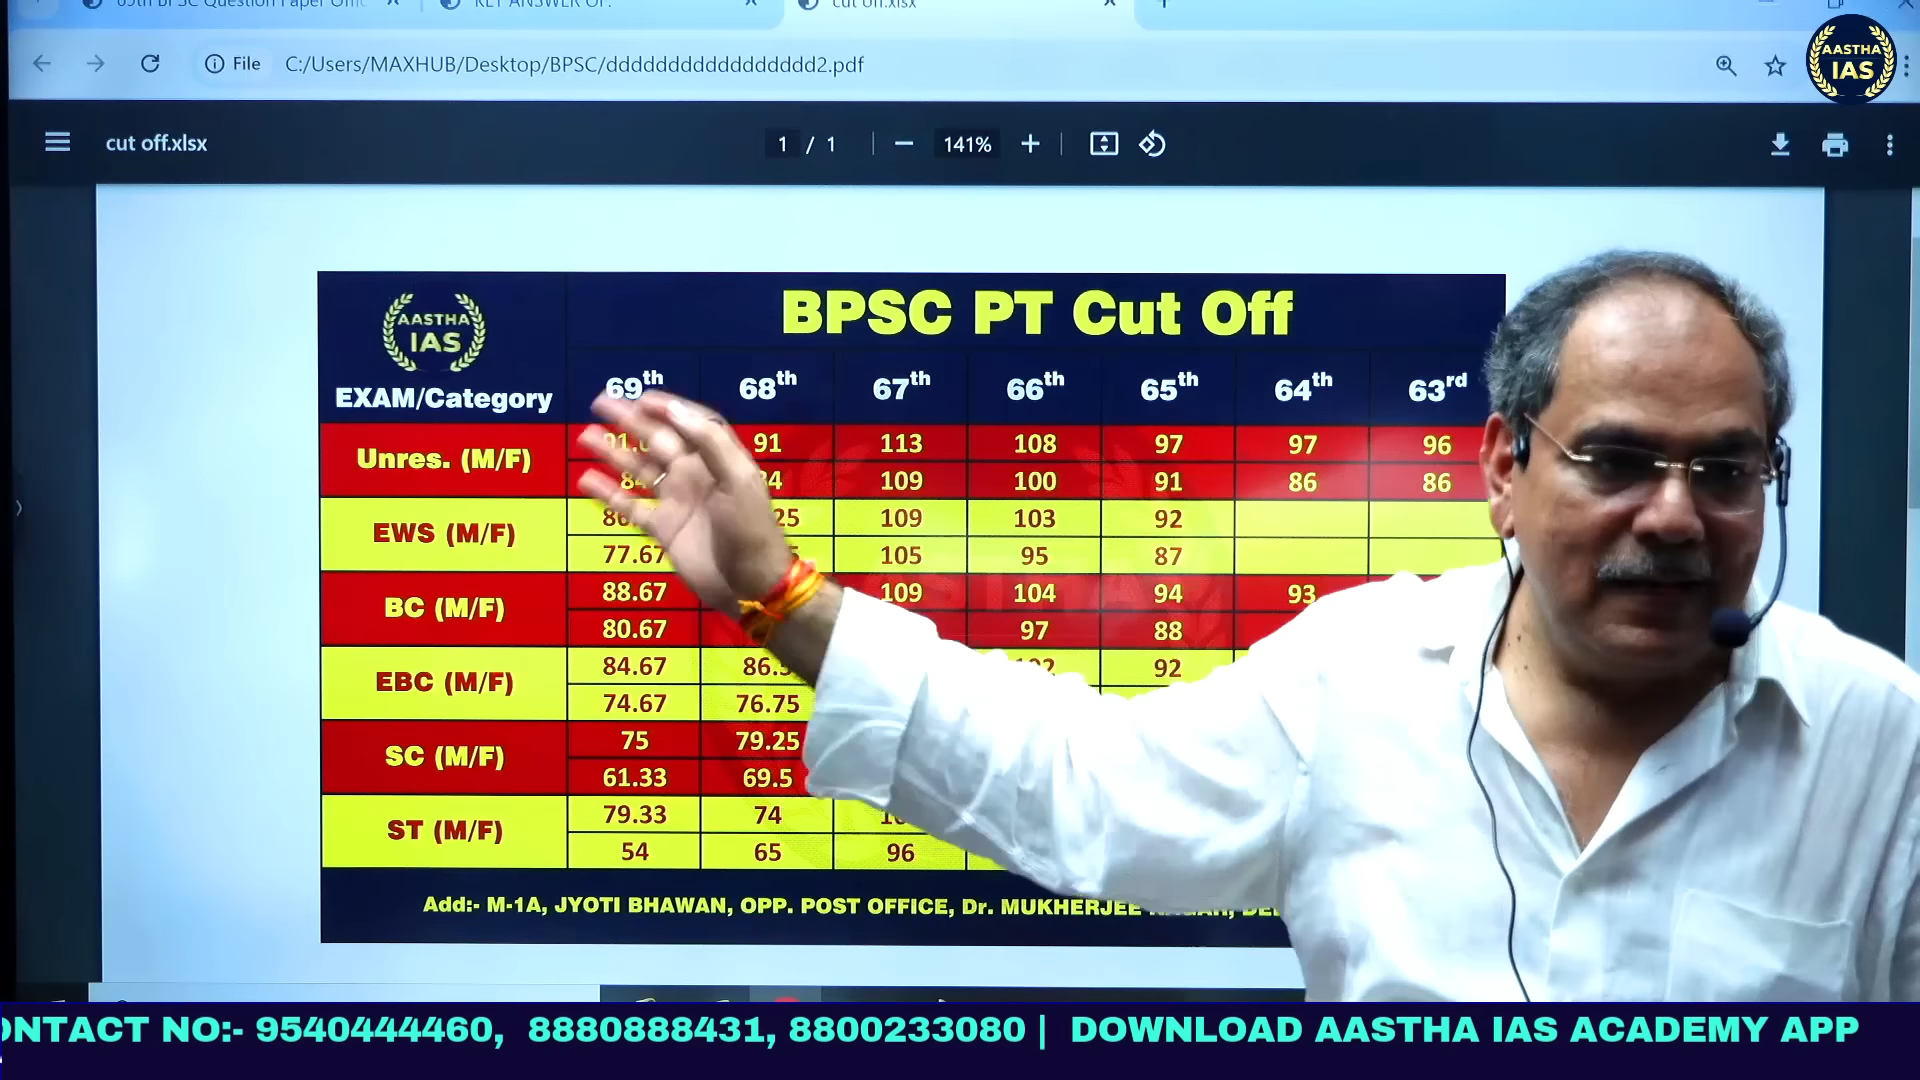 cut off.xlsx
File C:/Users/MAXHUB/Desktop/BPSC/ddddddddddddddddd2.pdf
AASTHA
IAS
cut off.xlsx
1 / 1
141%
AASTHA
IAS
BPSC PT Cut Off
EXAM/Category 69th 68th 67th 66th 65th 64th 63rd
Unres. (M/F)
91 113 108 97 97 96
109 100 91 86 86
EWS (M/F)
109 103 92
77.67 105 95 87
BC (M/F)
88.67 109 104 94 93
80.67 97 88
EBC (M/F)
84.67 92
74.67 76.75
SC (M/F)
75 79.25
61.33 69.5
ST (M/F)
79.33 74
54 65 96
Add:- M-1A, JYOTI BHAWAN, OPP. POST OFFICE, Dr. MUKHERJEE
NO:- 9540444460, 8880888431, 8800233080 | DOWNLOAD AASTHA IAS ACADEMY APP